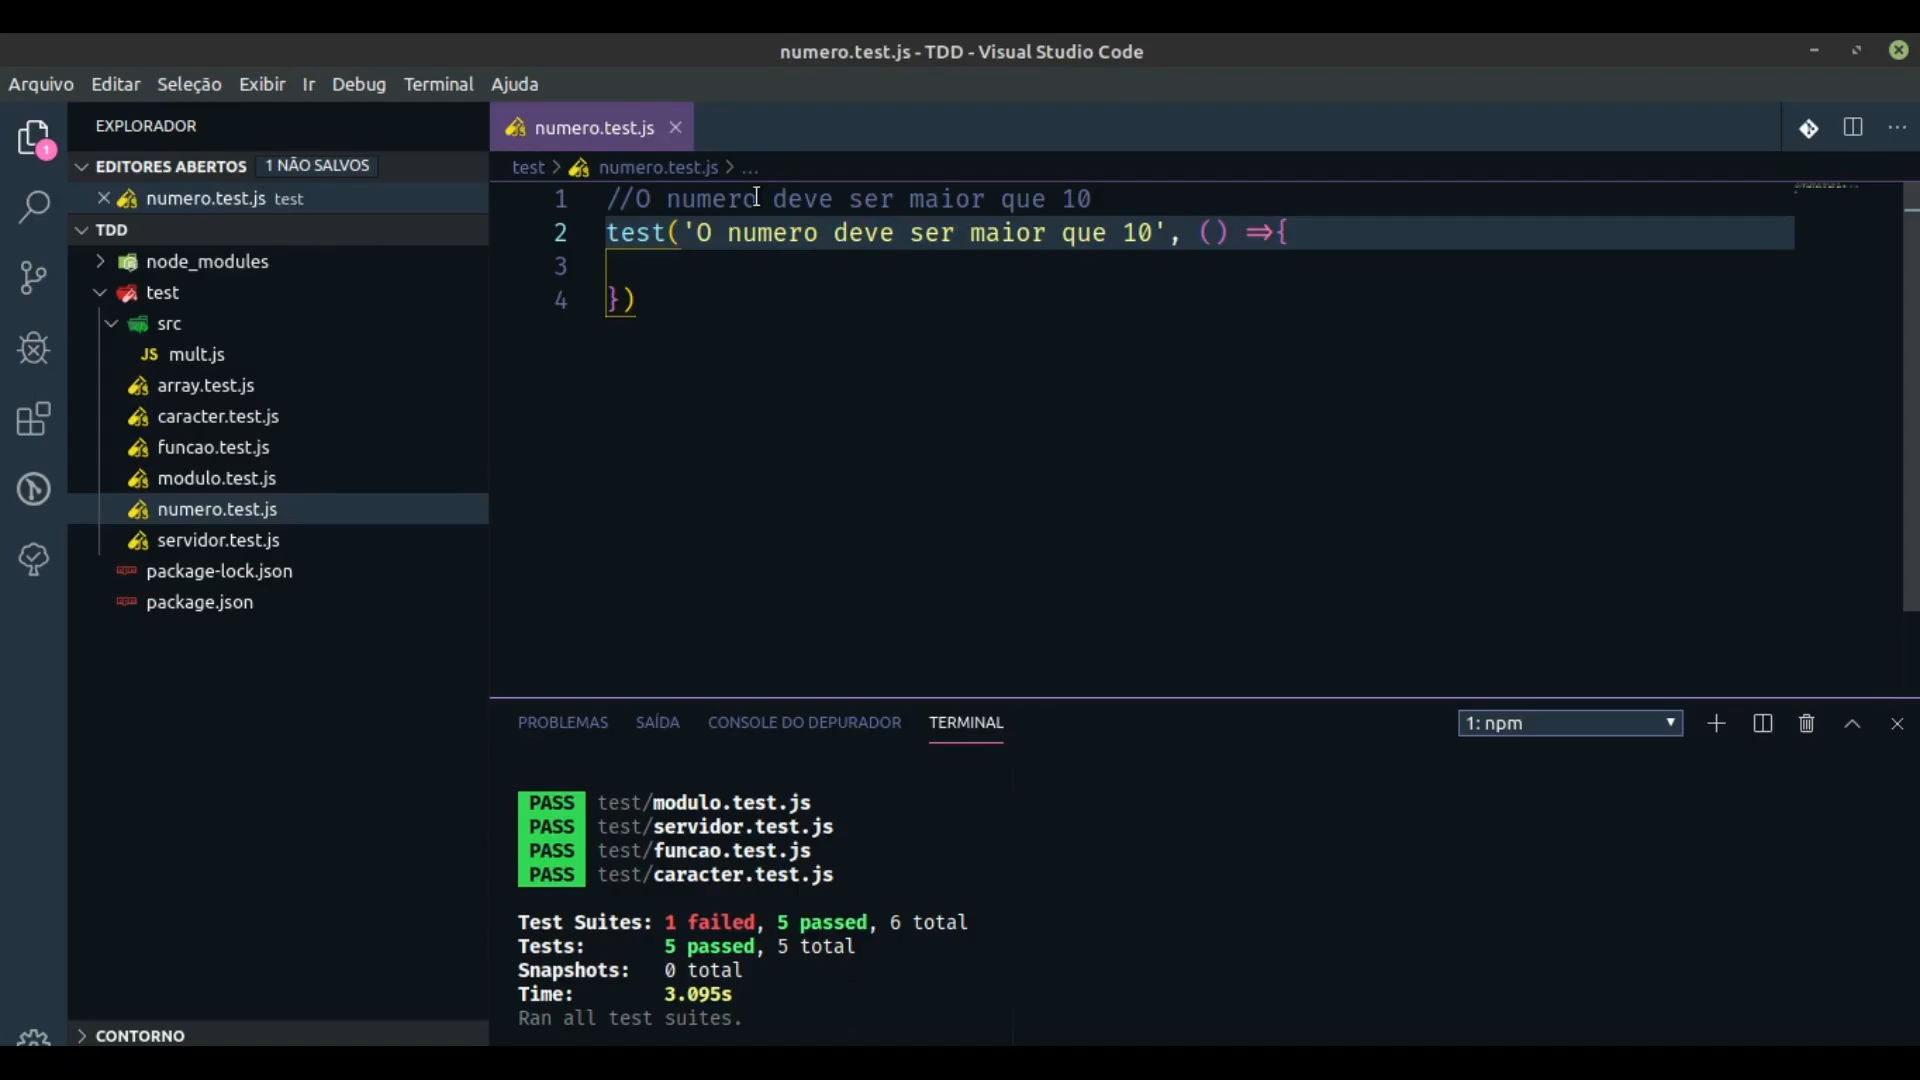 numero.test.js - TDD - Visual Studio Code
Arquivo Editar Seleção Exibir Ir Debug Terminal Ajuda
1
EXPLORADOR
EDITORES ABERTOS 1 NÃO SALVOS
numero.test.js test
TDD
node_modules
test
src
JS mult.js
array.test.js
caracter.test.js
funcao.test.js
modulo.test.js
numero.test.js
servidor.test.js
package-lock.json
package.json
CONTORNO
numero.test.js
test > numero.test.js > ...
1 //O numero deve ser maior que 10
2 test('O numero deve ser maior que 10', () =>{
3
4 })
PROBLEMAS SAÍDA CONSOLE DO DEPURADOR TERMINAL
1: npm
PASS test/modulo.test.js
PASS test/servidor.test.js
PASS test/funcao.test.js
PASS test/caracter.test.js
Test Suites: 1 failed, 5 passed, 6 total
Tests: 5 passed, 5 total
Snapshots: 0 total
Time: 3.095s
Ran all test suites.